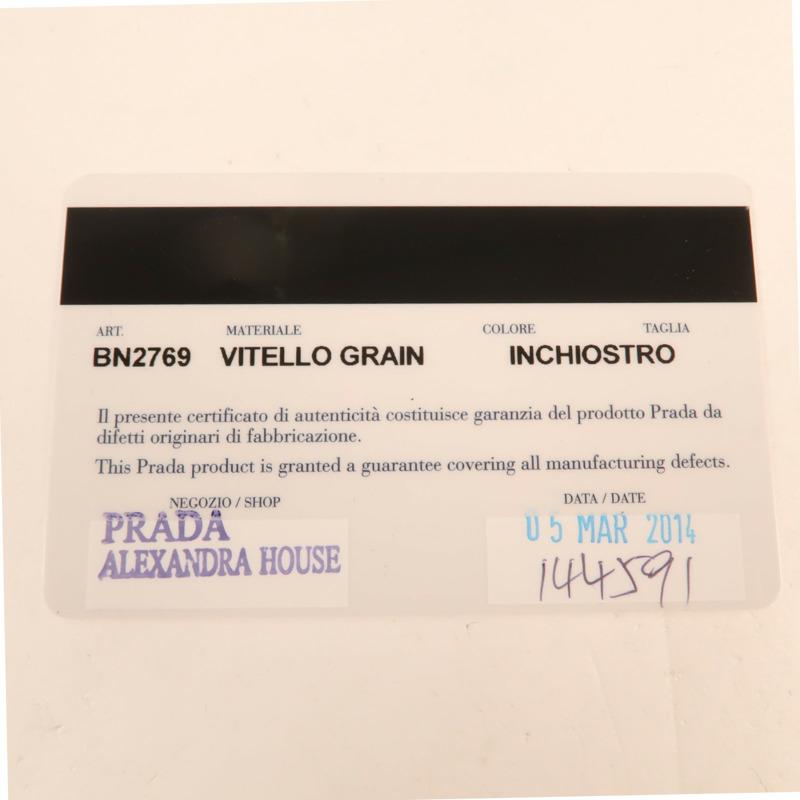 ART. MATERIALE COLORE TAGLIA
BN2769 VITELLO GRAIN INCHIOSTRO
Il presente certificato di autenticità costituisce garanzia del prodotto Prada da
difetti originari di fabbricazione.
This Prada product is granted a guarantee covering all manufacturing defects.
NEGOZIO / SHOP DATA / DATE
PRADA 05 MAR 2014
ALEXANDRA HOUSE 144591